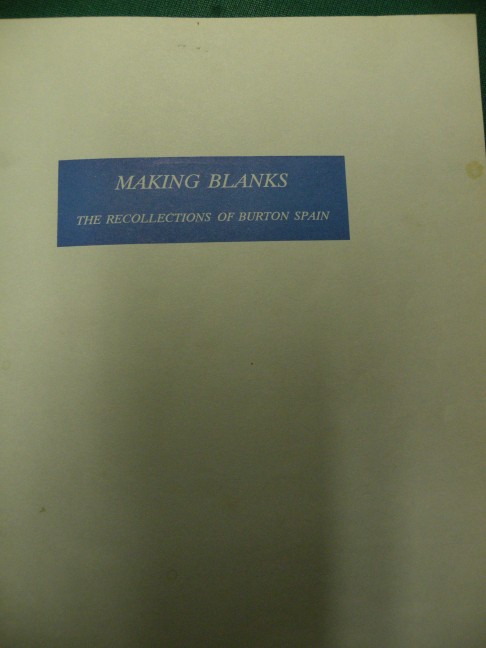 MAKING BLANKS
THE RECOLLECTIONS OF BURTON SPAIN